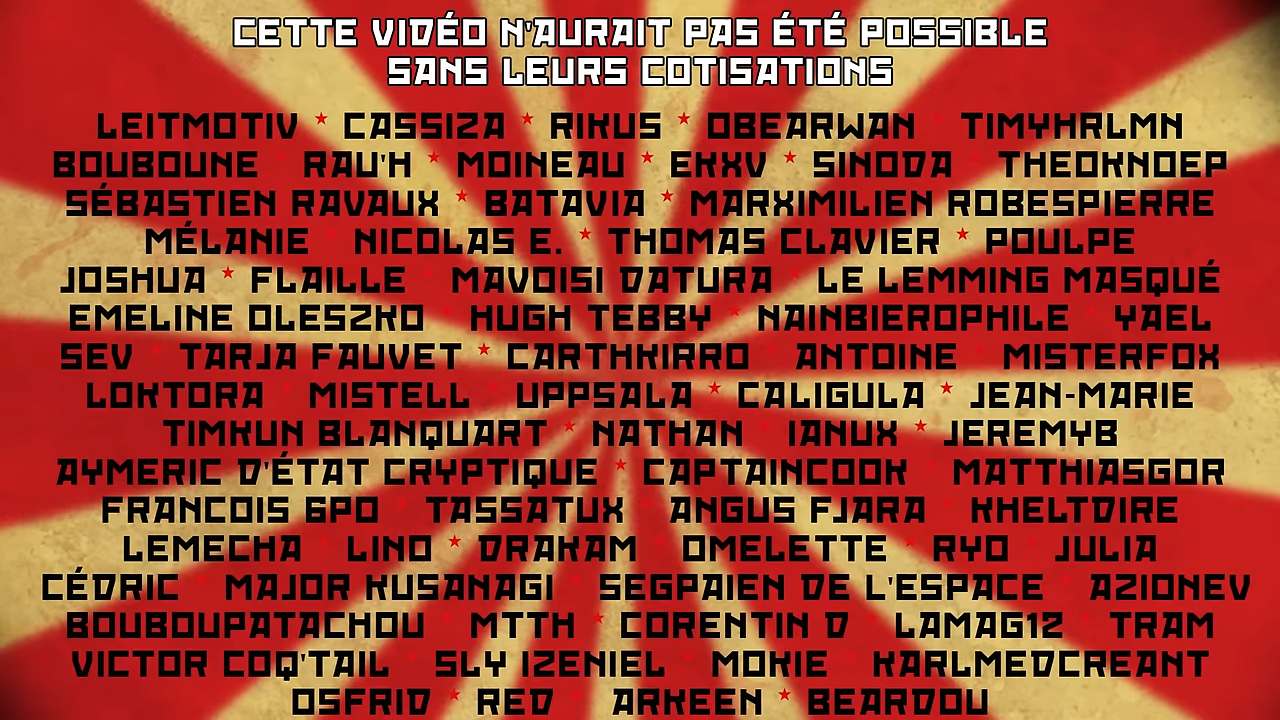 CETTE VIDÉO N'AURAIT PAS ÉTÉ POSSIBLE
SANS LEURS COTISATIONS
LEITMOTIV * CASSIZA * RIKUS * OBEARWAN * TIMYHRLMN
BOUBOUNE * RAU'H * MOINEAU * EKXV * SINODA * THEOKNOEP
SÉBASTIEN RAVAUX * BATAVIA * MARXIMILIEN ROBESPIERRE
MÉLANIE * NICOLAS E. * THOMAS CLAVIER * POULPE
JOSHUA * FLAILLE * MAVOISI DATURA * LE LEMMING MASQUÉ
EMELINE OLESZKO * HUGH TEBBY * NAINBIEROPHILE * YAEL
SEV * TARJA FAUVET * CARTHKIRRO * ANTOINE * MISTERFOX
LOKTORA * MISTELL * UPPSALA * CALIGULA * JEAN-MARIE
TIMKUN BLANQUART * NATHAN * IANUX * JEREMYB
AYMERIC D'ÉTAT CRYPTIQUE * CAPTAINCOOK * MATTHIASGOR
FRANCOIS 6PO * TASSATUX * ANGUS FJARA * KHELTDIRE
LEMECHA * LINO * DRAKAM * OMELETTE * RYO * JULIA
CÉDRIC * MAJOR KUSANAGI * SEGPAIEN DE L'ESPACE * AZIONEV
BOUBOUPATACHOU * MTTH * CORENTIN D * LAMAG12 * TRAM
VICTOR COQ'TAIL * SLY IZENIEL * MOKIE * KARLMEDCREANT
OSFRID * RED * ARKEEN * BEARDOU